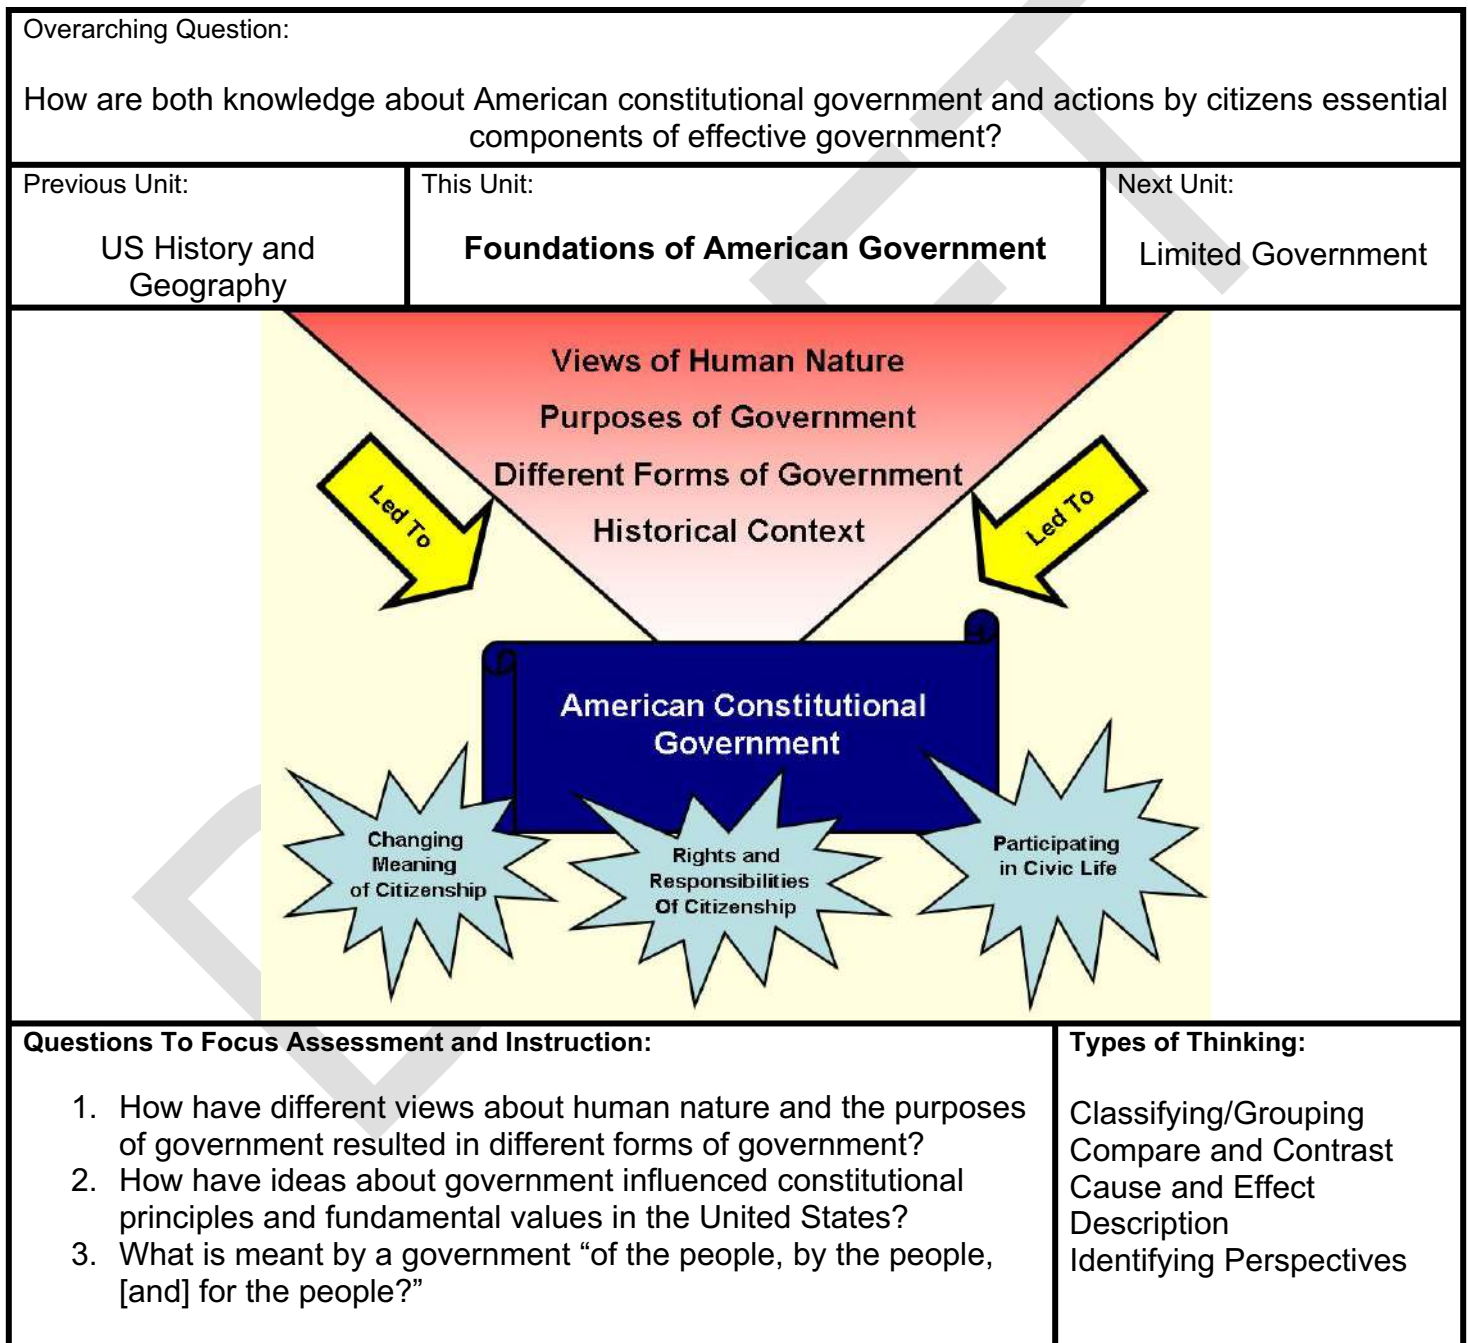 Overarching Question:
How are both knowledge about American constitutional government and actions by citizens essential
components of effective government?
Previous Unit:
US History and
Geography
This Unit:
Foundations of American Government
Next Unit:
Limited Government
Views of Human Nature
Purposes of Government
Different Forms of Government
Historical Context
Led To
Led To
American Constitutional
Government
Changing
Meaning
of Citizenship
Rights and
Responsibilities
Of Citizenship
Participating
in Civic Life
Questions To Focus Assessment and Instruction:
1. How have different views about human nature and the purposes
of government resulted in different forms of government?
2. How have ideas about government influenced constitutional
principles and fundamental values in the United States?
3. What is meant by a government “of the people, by the people,
[and] for the people?”
Types of Thinking:
Classifying/Grouping
Compare and Contrast
Cause and Effect
Description
Identifying Perspectives